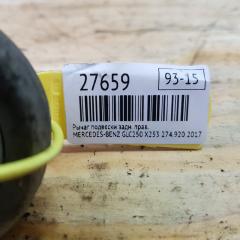 27659
93-15
Рычаг подвески задн. прав.
MERCEDES-BENZ GLC250 X253 274.920 2017